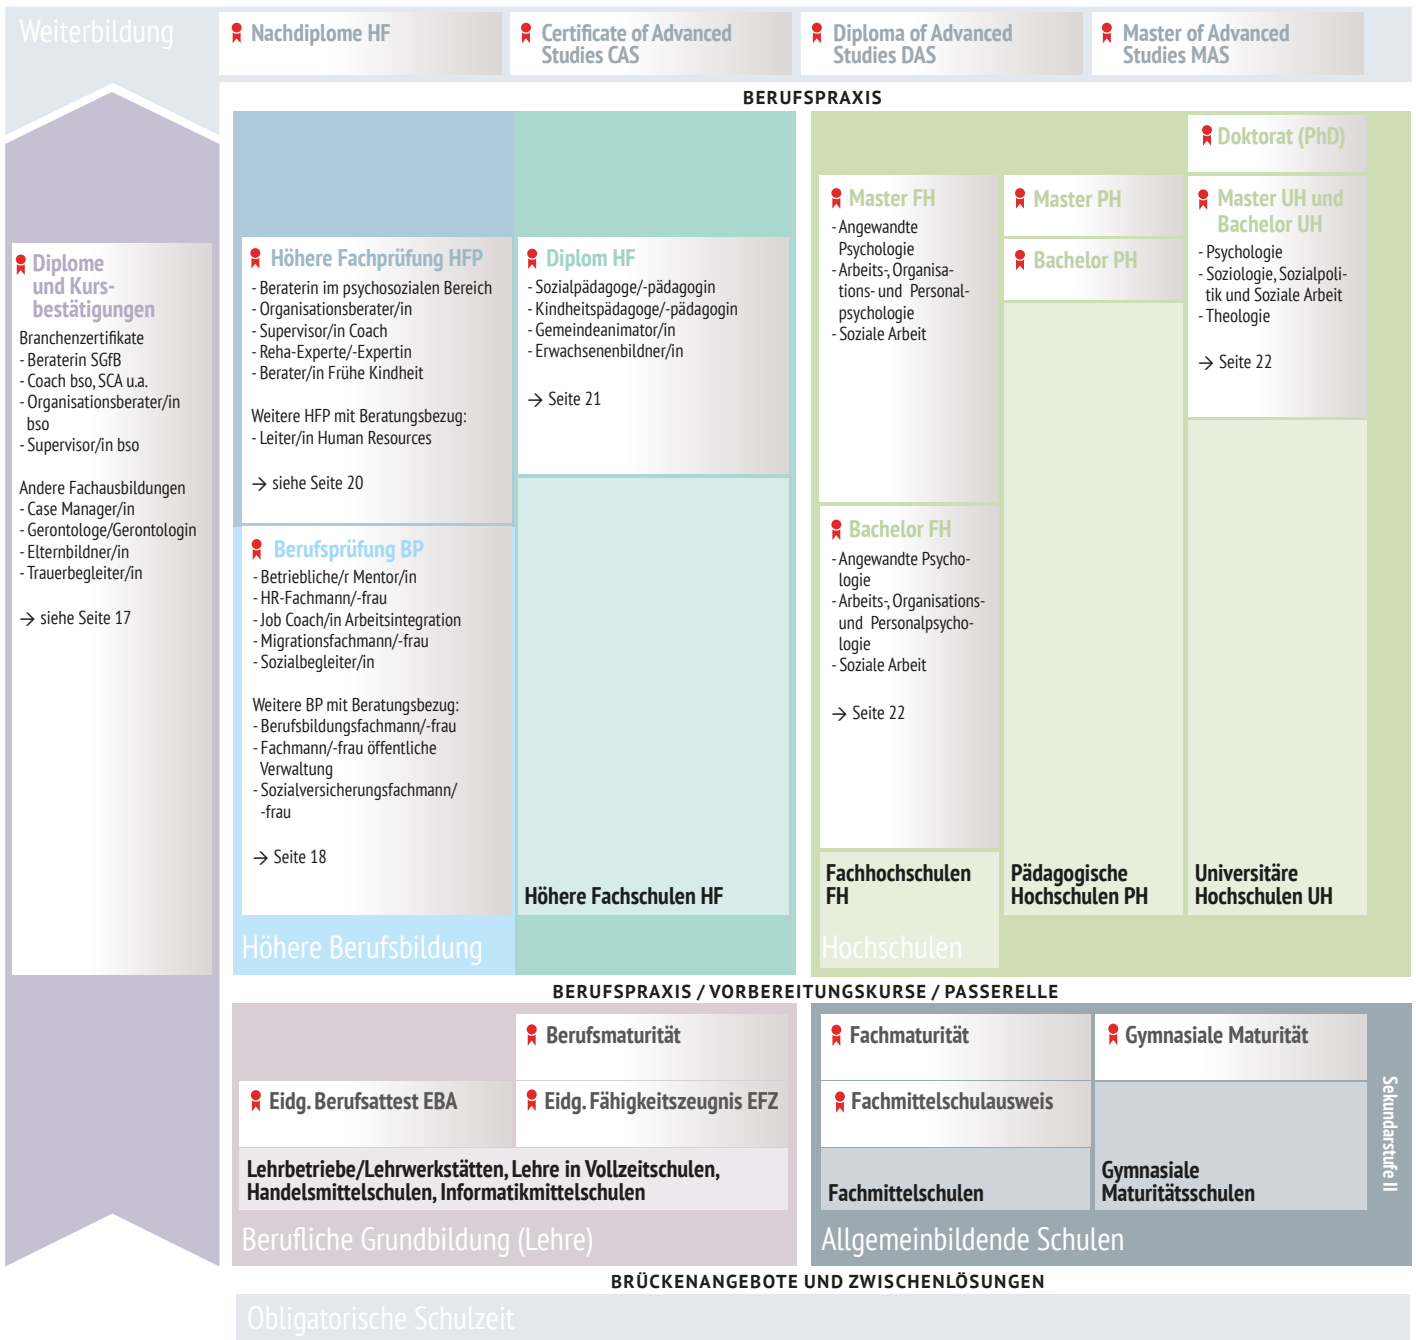 Weiterbildung
Nachdiplome HF
Certificate of Advanced
Studies CAS
Diploma of Advanced
Studies DAS
Master of Advanced
Studies MAS
BERUFSPRAXIS
Diplome
und Kurs-
bestätigungen
Branchenzertifikate
- Beraterin SGfB
- Coach bso, SCA u.a.
- Organisationsberater/in
bso
- Supervisor/in bso
Andere Fachausbildungen
- Case Manager/in
- Gerontologe/Gerontologin
- Elternbildner/in
- Trauerbegleiter/in
→ siehe Seite 17
Höhere Fachprüfung HFP
- Beraterin im psychosozialen Bereich
- Organisationsberater/in
- Supervisor/in Coach
- Reha-Experte/-Expertin
- Berater/in Frühe Kindheit
Weitere HFP mit Beratungsbezug:
- Leiter/in Human Resources
→ siehe Seite 20
Berufsprüfung BP
- Betriebliche/r Mentor/in
- HR-Fachmann/-frau
- Job Coach/in Arbeitsintegration
- Migrationsfachmann/-frau
- Sozialbegleiter/in
Weitere BP mit Beratungsbezug:
- Berufsbildungsfachmann/-frau
- Fachmann/-frau öffentliche
Verwaltung
- Sozialversicherungsfachmann/
-frau
→ Seite 18
Diplom HF
- Sozialpädagoge/-pädagogin
- Kindheitspädagoge/-pädagogin
- Gemeindeanimator/in
- Erwachsenenbildner/in
→ Seite 21
Höhere Fachschulen HF
Höhere Berufsbildung
Master FH
- Angewandte
Psychologie
- Arbeits-, Organisa-
tions- und Personal-
psychologie
- Soziale Arbeit
Bachelor FH
- Angewandte Psycho-
logie
- Arbeits-, Organisations-
und Personalpsycho-
logie
- Soziale Arbeit
→ Seite 22
Fachhochschulen
FH
Master PH
Bachelor PH
Pädagogische
Hochschulen PH
Doktorat (PhD)
Master UH und
Bachelor UH
- Psychologie
- Soziologie, Sozialpoli-
tik und Soziale Arbeit
- Theologie
→ Seite 22
Universitäre
Hochschulen UH
Hochschulen
BERUFSPRAXIS / VORBEREITUNGSKURSE / PASSERELLE
Berufsmaturität
Eidg. Berufsattest EBA
Eidg. Fähigkeitszeugnis EFZ
Lehrbetriebe/Lehrwerkstätten, Lehre in Vollzeitschulen,
Handelsmittelschulen, Informatikmittelschulen
Berufliche Grundbildung (Lehre)
Fachmaturität
Fachmittelschulausweis
Fachmittelschulen
Gymnasiale Maturität
Gymnasiale
Maturitätsschulen
Allgemeinbildende Schulen
Sekundarstufe II
BRÜCKENANGEBOTE UND ZWISCHENLÖSUNGEN
Obligatorische Schulzeit